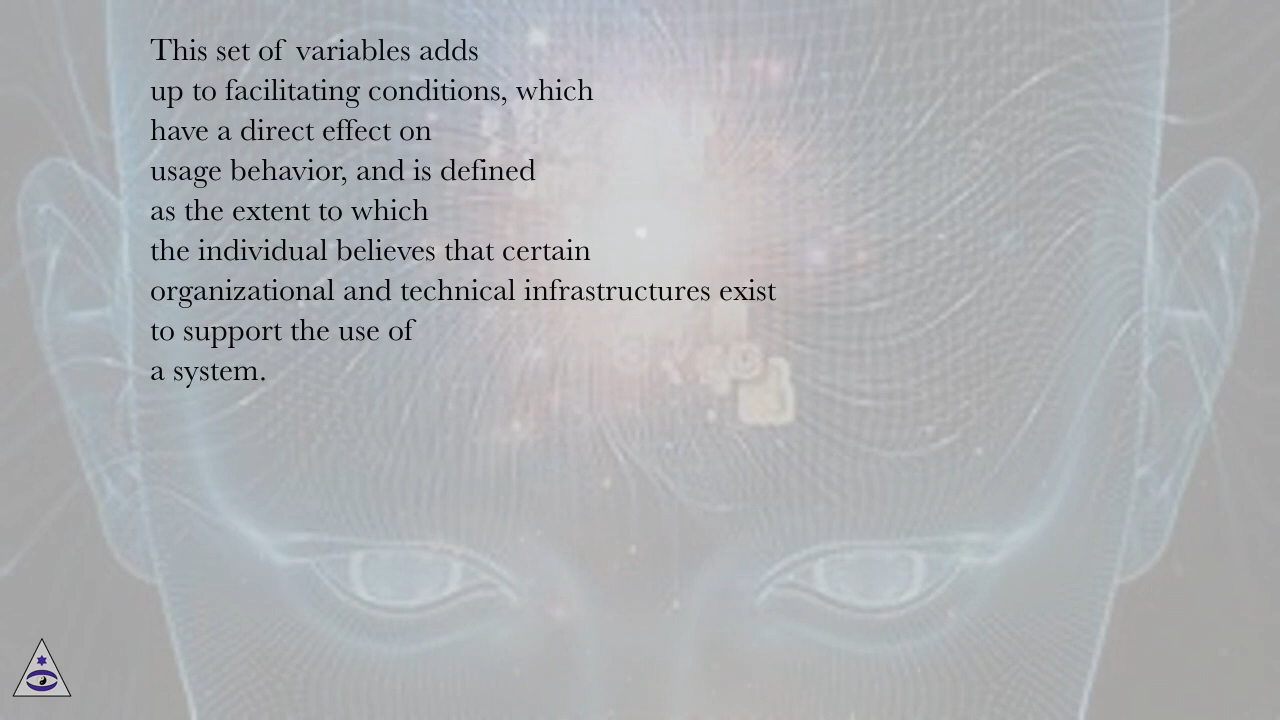 This set of variables adds
up to facilitating conditions, which
have a direct effect on
usage behavior, and is defined
as the extent to which
the individual believes that certain
organizational and technical infrastructures exist
to support the use of
a system.